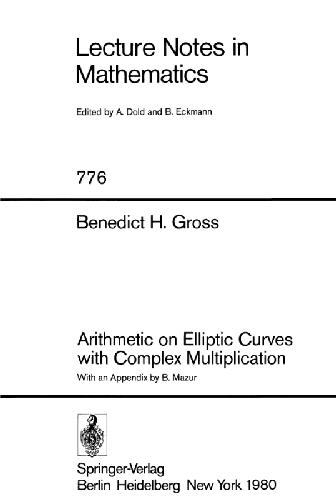 Lecture Notes in
Mathematics
Edited by A. Dold and B. Eckmann
776
Benedict H. Gross
Arithmetic on Elliptic Curves
with Complex Multiplication
With an Appendix by B. Mazur
Springer-Verlag
Berlin Heidelberg New York 1980